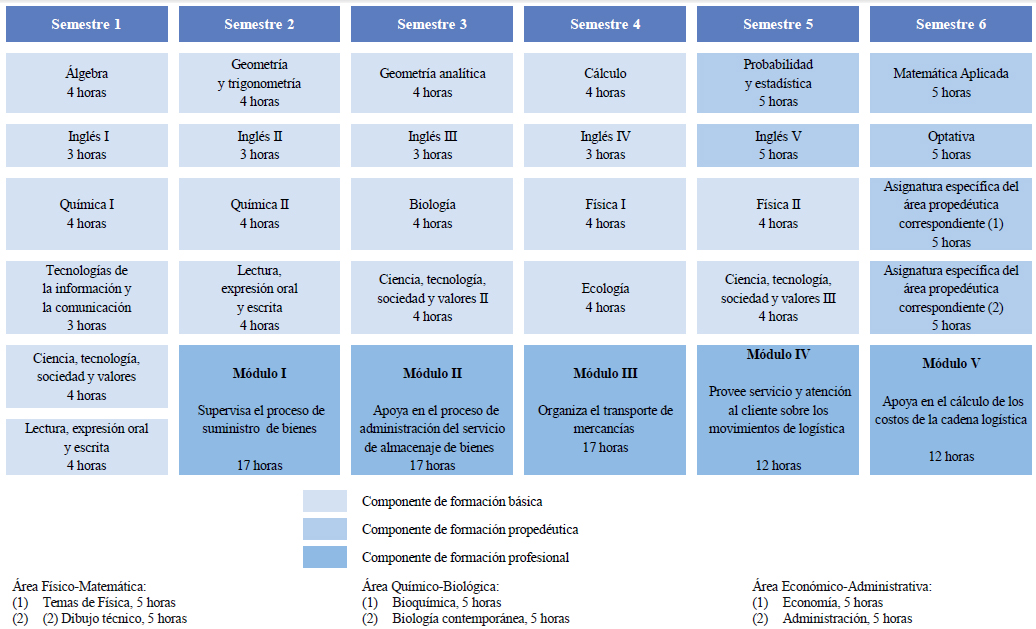 Semestre 1
Semestre 2
Semestre 3
Semestre 4
Semestre 5
Semestre 6
Álgebra
4 horas
Geometría
y trigonometría
4 horas
Geometría analítica
4 horas
Cálculo
4 horas
Probabilidad
y estadística
5 horas
Matemática Aplicada
5 horas
Inglés I
3 horas
Inglés II
3 horas
Inglés III
3 horas
Inglés IV
3 horas
Inglés V
5 horas
Optativa
5 horas
Química I
4 horas
Química II
4 horas
Biología
4 horas
Física I
4 horas
Física II
4 horas
Asignatura específica del
área propedéutica
correspondiente (1)
5 horas
Tecnologías de
la información y
la comunicación
3 horas
Lectura,
expresión oral
y escrita
4 horas
Ciencia, tecnología,
sociedad y valores II
4 horas
Ecología
4 horas
Ciencia, tecnología,
sociedad y valores III
4 horas
Asignatura específica del
área propedéutica
correspondiente (2)
5 horas
Ciencia, tecnología,
sociedad y valores
4 horas
Lectura, expresión oral
y escrita
4 horas
Módulo I
Supervisa el proceso de
suministro de bienes
17 horas
Módulo II
Apoya en el proceso de
administración del servicio
de almacenaje de bienes
17 horas
Módulo III
Organiza el transporte de
mercancías
17 horas
Módulo IV
Provee servicio y atención
al cliente sobre los
movimientos de logística
12 horas
Módulo V
Apoya en el cálculo de los
costos de la cadena logística
12 horas
Componente de formación básica
Componente de formación propedéutica
Componente de formación profesional
Área Físico-Matemática:
(1) Temas de Física, 5 horas
(2) (2) Dibujo técnico, 5 horas
Área Químico-Biológica:
(1) Bioquímica, 5 horas
(2) Biología contemporánea, 5 horas
Área Económico-Administrativa:
(1) Economía, 5 horas
(2) Administración, 5 horas